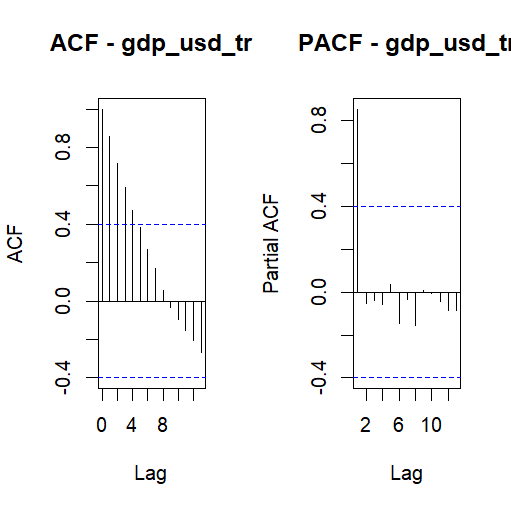 ACF - gdp_usd_tr
ACF
0.8
0.4
0.0
-0.4
0 4 8
Lag
PACF - gdp_usd_tr
Partial ACF
0.8
0.4
0.0
-0.4
2 6 10
Lag